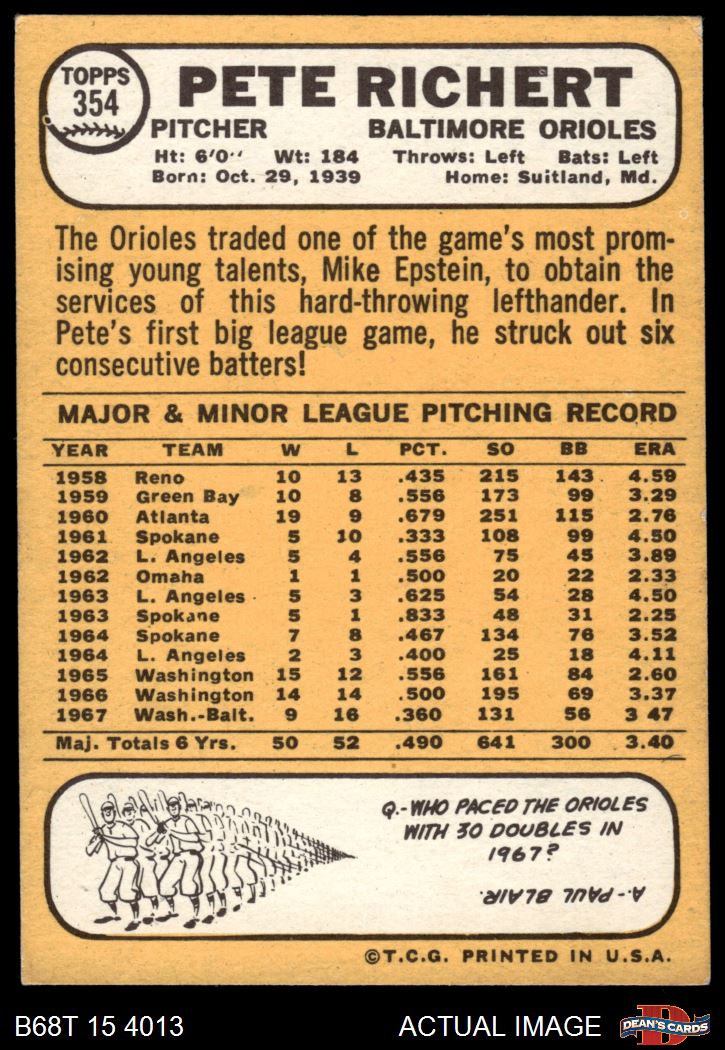 TOPPS
354
PETE RICHERT
PITCHER BALTIMORE ORIOLES
Ht: 6'0" Wt: 184 Throws: Left Bats: Left
Born: Oct. 29, 1939 Home: Suitland, Md.
The Orioles traded one of the game's most prom-
ising young talents, Mike Epstein, to obtain the
services of this hard-throwing lefthander. In
Pete's first big league game, he struck out six
consecutive batters!
MAJOR & MINOR LEAGUE PITCHING RECORD
YEAR TEAM W L PCT. SO BB ERA
1958 Reno 10 13 .435 215 143 4.59
1959 Green Bay 10 8 .556 173 99 3.29
1960 Atlanta 19 9 .679 251 115 2.76
1961 Spokane 5 10 .333 108 99 4.50
1962 L. Angeles 5 4 .556 75 45 3.89
1962 Omaha 1 1 .500 20 22 2.33
1963 L. Angeles 5 3 .625 54 28 4.50
1963 Spokane 5 1 .833 48 31 2.25
1964 Spokane 7 8 .467 134 76 3.52
1964 L. Angeles 2 3 .400 25 18 4.11
1965 Washington 15 12 .556 161 84 2.60
1966 Washington 14 14 .500 195 69 3.37
1967 Wash.-Balt. 9 16 .360 131 56 3 47
Maj. Totals 6 Yrs. 50 52 .490 641 300 3.40
Q.-WHO PACED THE ORIOLES
WITH 30 DOUBLES IN
1967?
A.-PAUL BLAIR.
©T.C.G. PRINTED IN U.S.A.
B68T 15 4013 ACTUAL IMAGE DEAN'S CARDS